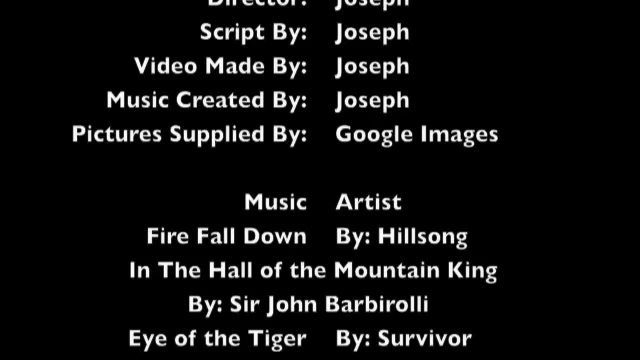 Director: Joseph
Script By: Joseph
Video Made By: Joseph
Music Created By: Joseph
Pictures Supplied By: Google Images
Music Artist
Fire Fall Down By: Hillsong
In The Hall of the Mountain King
By: Sir John Barbirolli
Eye of the Tiger By: Survivor